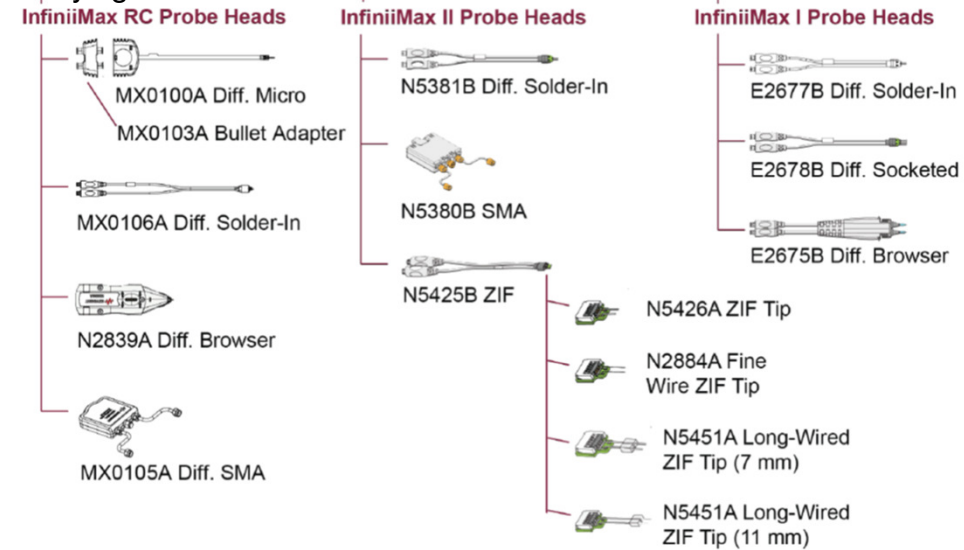 InfiniiMax RC Probe Heads
MX0100A Diff. Micro
MX0103A Bullet Adapter
MX0106A Diff. Solder-In
N2839A Diff. Browser
MX0105A Diff. SMA
InfiniiMax II Probe Heads
N5381B Diff. Solder-In
N5380B SMA
N5425B ZIF
N5426A ZIF Tip
N2884A Fine
Wire ZIF Tip
N5451A Long-Wired
ZIF Tip (7 mm)
N5451A Long-Wired
ZIF Tip (11 mm)
InfiniiMax I Probe Heads
E2677B Diff. Solder-In
E2678B Diff. Socketed
E2675B Diff. Browser